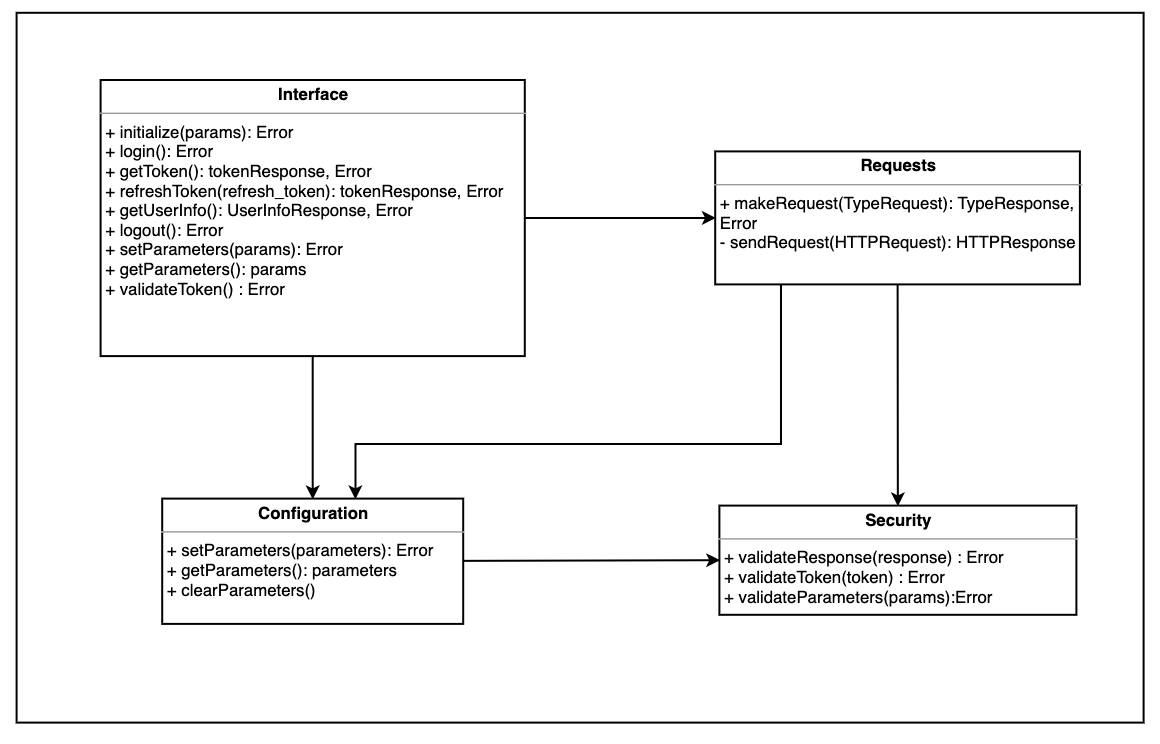 Interface
+ initialize(params): Error
+ login(): Error
+ getToken(): tokenResponse, Error
+ refreshToken(refresh_token): tokenResponse, Error
+ getUserInfo(): UserInfoResponse, Error
+ logout(): Error
+ setParameters(params): Error
+ getParameters(): params
+ validateToken() : Error
Requests
+ makeRequest(TypeRequest): TypeResponse,
Error
- sendRequest(HTTPRequest): HTTPResponse
Configuration
+ setParameters(parameters): Error
+ getParameters(): parameters
+ clearParameters()
Security
+ validateResponse(response) : Error
+ validateToken(token) : Error
+ validateParameters(params):Error